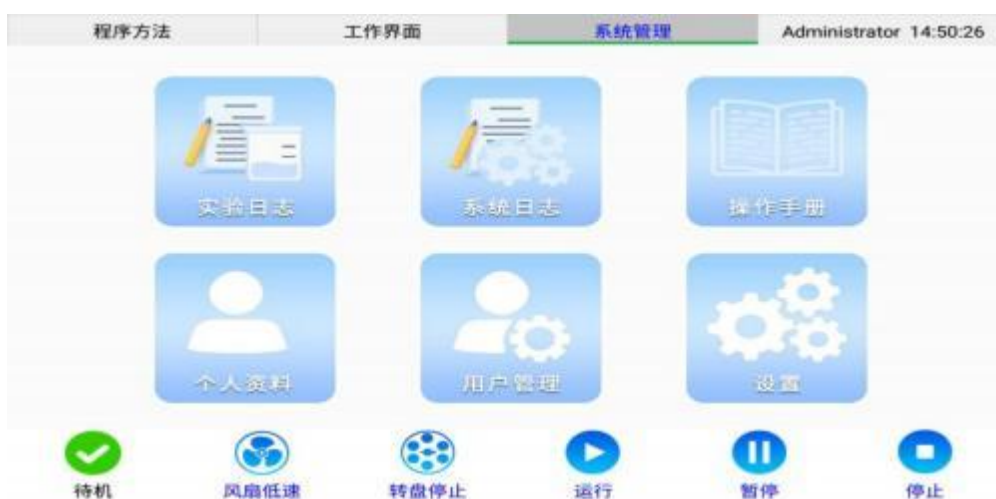 程序方法 工作界面 系统管理 Administrator 14:50:26
实验日志 系统日志 操作手册
个人资料 用户管理 设置
待机 风扇低速 转盘停止 运行 暂停 停止